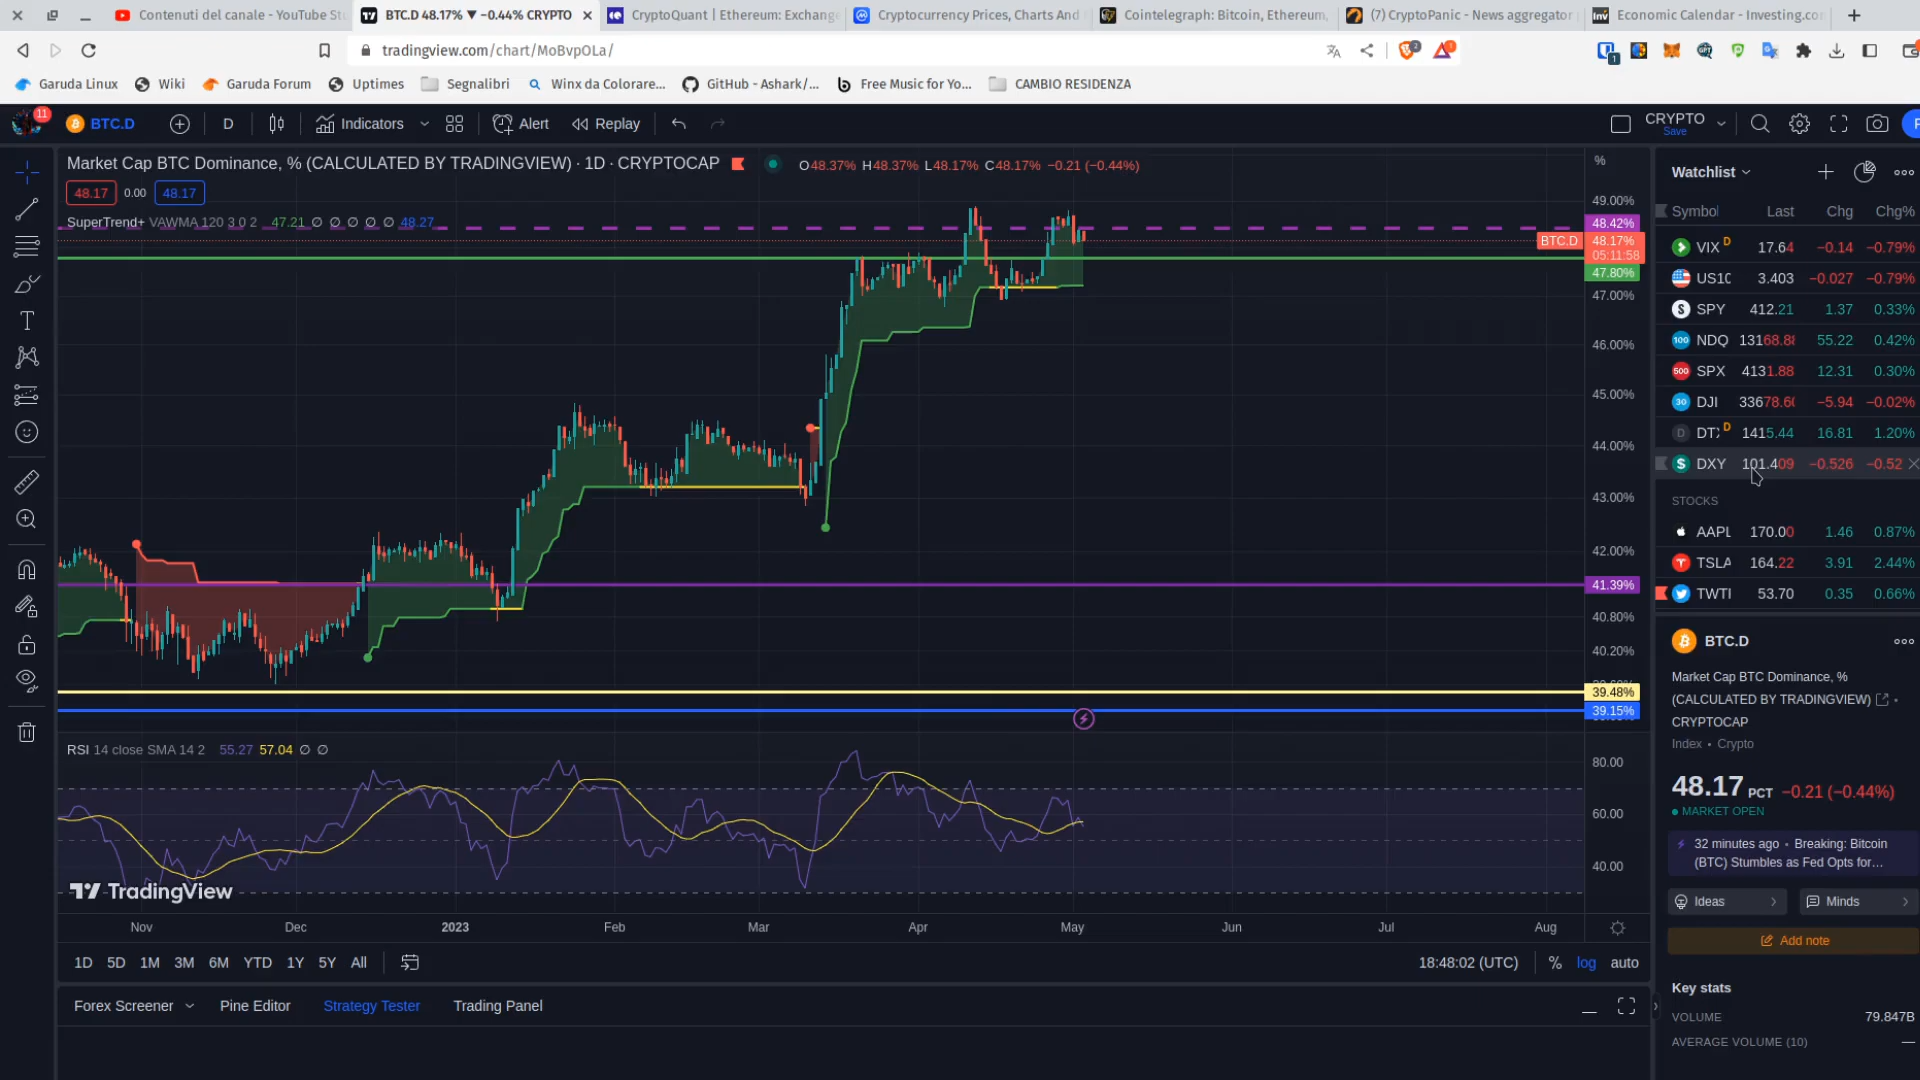 Contenuti del canale - YouTube Stu
BTC.D 48.17% ▼ −0.44% CRYPTO
CryptoQuant | Ethereum: Exchange
Cryptocurrency Prices, Charts And
Cointelegraph: Bitcoin, Ethereum,
(7) CryptoPanic - News aggregator
Economic Calendar - Investing.co
tradingview.com/chart/MoBvpOLa/
Garuda Linux
Wiki
Garuda Forum
Uptimes
Segnalibri
Winx da Colorare...
GitHub - Ashark/...
Free Music for Yo...
CAMBIO RESIDENZA
11
BTC.D
D
Indicators
Alert
Replay
CRYPTO
Save
Market Cap BTC Dominance, % (CALCULATED BY TRADINGVIEW) · 1D · CRYPTOCAP
O48.37% H48.37% L48.17% C48.17% −0.21 (−0.44%)
48.17 0.00 48.17
SuperTrend+ VAWMA 120 3 0 2 47.21 ∅ ∅ ∅ ∅ ∅ 48.27
%
49.00%
48.42%
BTC.D 48.17%
05:11:58
47.80%
47.00%
46.00%
45.00%
44.00%
43.00%
42.00%
41.39%
40.80%
40.20%
39.48%
39.15%
RSI 14 close SMA 14 2 55.27 57.04 ∅ ∅
80.00
60.00
40.00
TradingView
Nov Dec 2023 Feb Mar Apr May Jun Jul Aug
1D 5D 1M 3M 6M YTD 1Y 5Y All
18:48:02 (UTC) % log auto
Forex Screener Pine Editor Strategy Tester Trading Panel
Watchlist
Symbol Last Chg Chg%
VIX D 17.64 −0.14 −0.79%
US10 3.403 −0.027 −0.79%
SPY 412.21 1.37 0.33%
NDQ 13168.8 55.22 0.42%
SPX 4131.88 12.31 0.30%
DJI 33678.6 −5.94 −0.02%
D 1415.44 16.81 1.20%
DXY 101.409 −0.526 −0.52
STOCKS
AAPL 170.00 1.46 0.87%
TSLA 164.22 3.91 2.44%
TWTI 53.70 0.35 0.66%
BTC.D
Market Cap BTC Dominance, %
(CALCULATED BY TRADINGVIEW) •
CRYPTOCAP
Index • Crypto
48.17 PCT −0.21 (−0.44%)
MARKET OPEN
32 minutes ago • Breaking: Bitcoin
(BTC) Stumbles as Fed Opts for...
Ideas
Minds
Add note
Key stats
VOLUME 79.847B
AVERAGE VOLUME (10) —